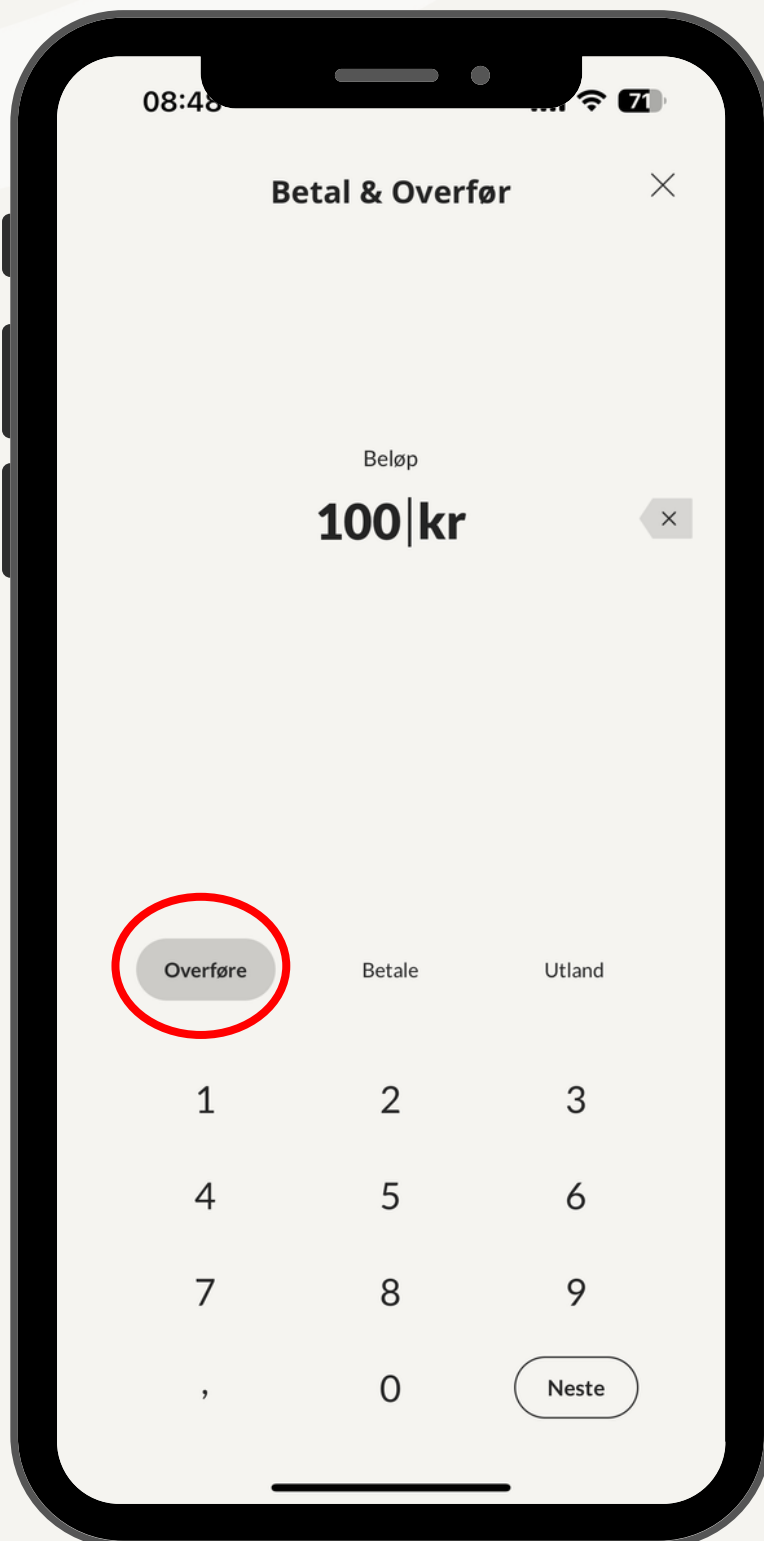 08:48
71
Betal & Overfør
Beløp
100 kr
Overføre Betale Utland
1 2 3
4 5 6
7 8 9
, 0 Neste